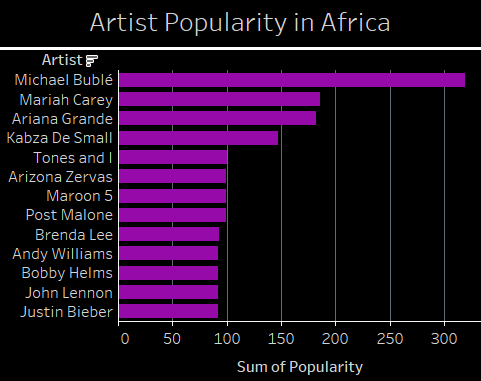 Artist Popularity in Africa
Artist
Michael Bublé
Mariah Carey
Ariana Grande
Kabza De Small
Tones and I
Arizona Zervas
Maroon 5
Post Malone
Brenda Lee
Andy Williams
Bobby Helms
John Lennon
Justin Bieber
0 50 100 150 200 250 300
Sum of Popularity